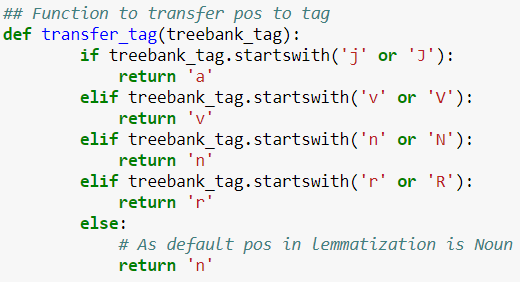 ## Function to transfer pos to tag
def transfer_tag(treebank_tag):
        if treebank_tag.startswith('j' or 'J'):
            return 'a'
        elif treebank_tag.startswith('v' or 'V'):
            return 'v'
        elif treebank_tag.startswith('n' or 'N'):
            return 'n'
        elif treebank_tag.startswith('r' or 'R'):
            return 'r'
        else:
            # As default pos in lemmatization is Noun
            return 'n'